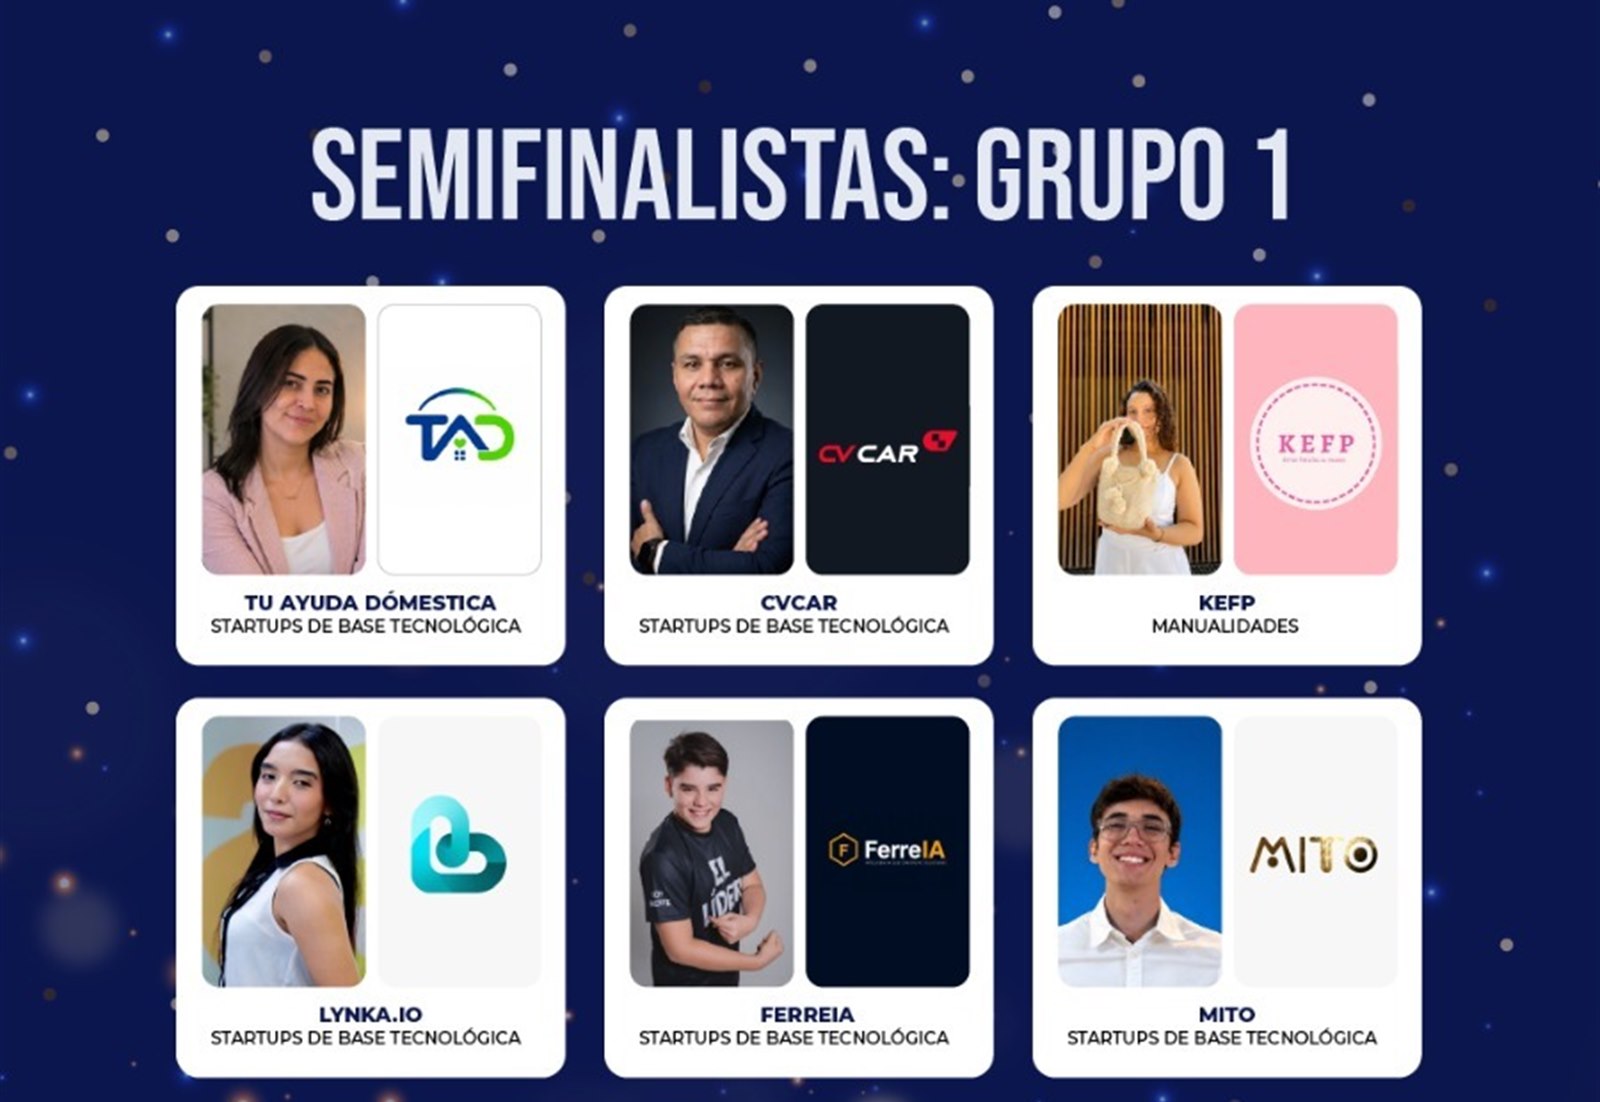 SEMIFINALISTAS: GRUPO 1
TAD
CVCAR
KEFP
TU AYUDA DÓMESTICA
STARTUPS DE BASE TECNOLÓGICA
CVCAR
STARTUPS DE BASE TECNOLÓGICA
KEFP
MANUALIDADES
EL
LÍDER
F
FerreIA
MITO
LYNKA.IO
STARTUPS DE BASE TECNOLÓGICA
FERREIA
STARTUPS DE BASE TECNOLÓGICA
MITO
STARTUPS DE BASE TECNOLÓGICA